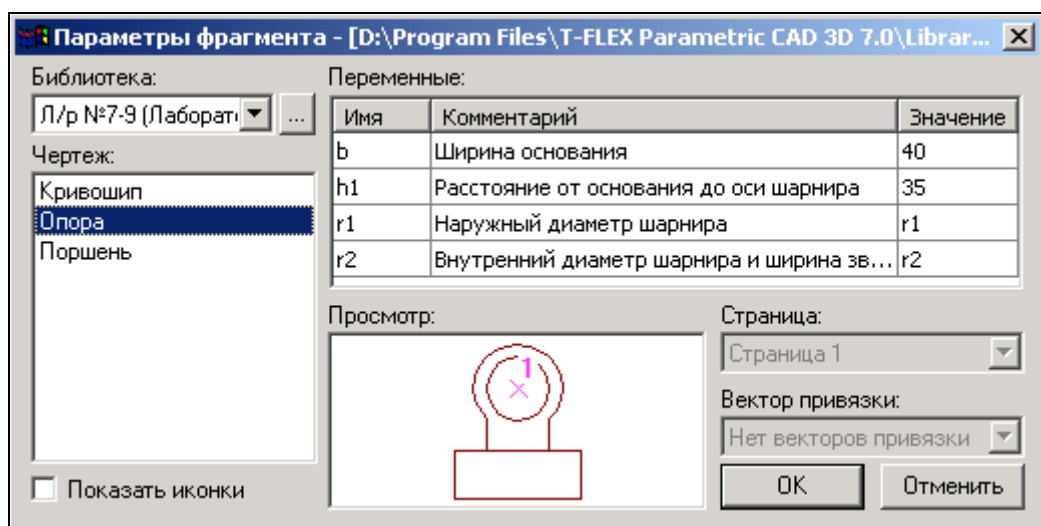 Параметры фрагмента - [D:\Program Files\T-FLEX Parametric CAD 3D 7.0\Librar...
Библиотека:
Л/р №7-9 (Лаборат
...
Чертеж:
Кривошип
Опора
Поршень
Показать иконки
Переменные:
Имя Комментарий Значение
b Ширина основания 40
h1 Расстояние от основания до оси шарнира 35
r1 Наружный диаметр шарнира r1
r2 Внутренний диаметр шарнира и ширина зв... r2
Просмотр:
1
Страница:
Страница 1
Вектор привязки:
Нет векторов привязки
OK Отменить